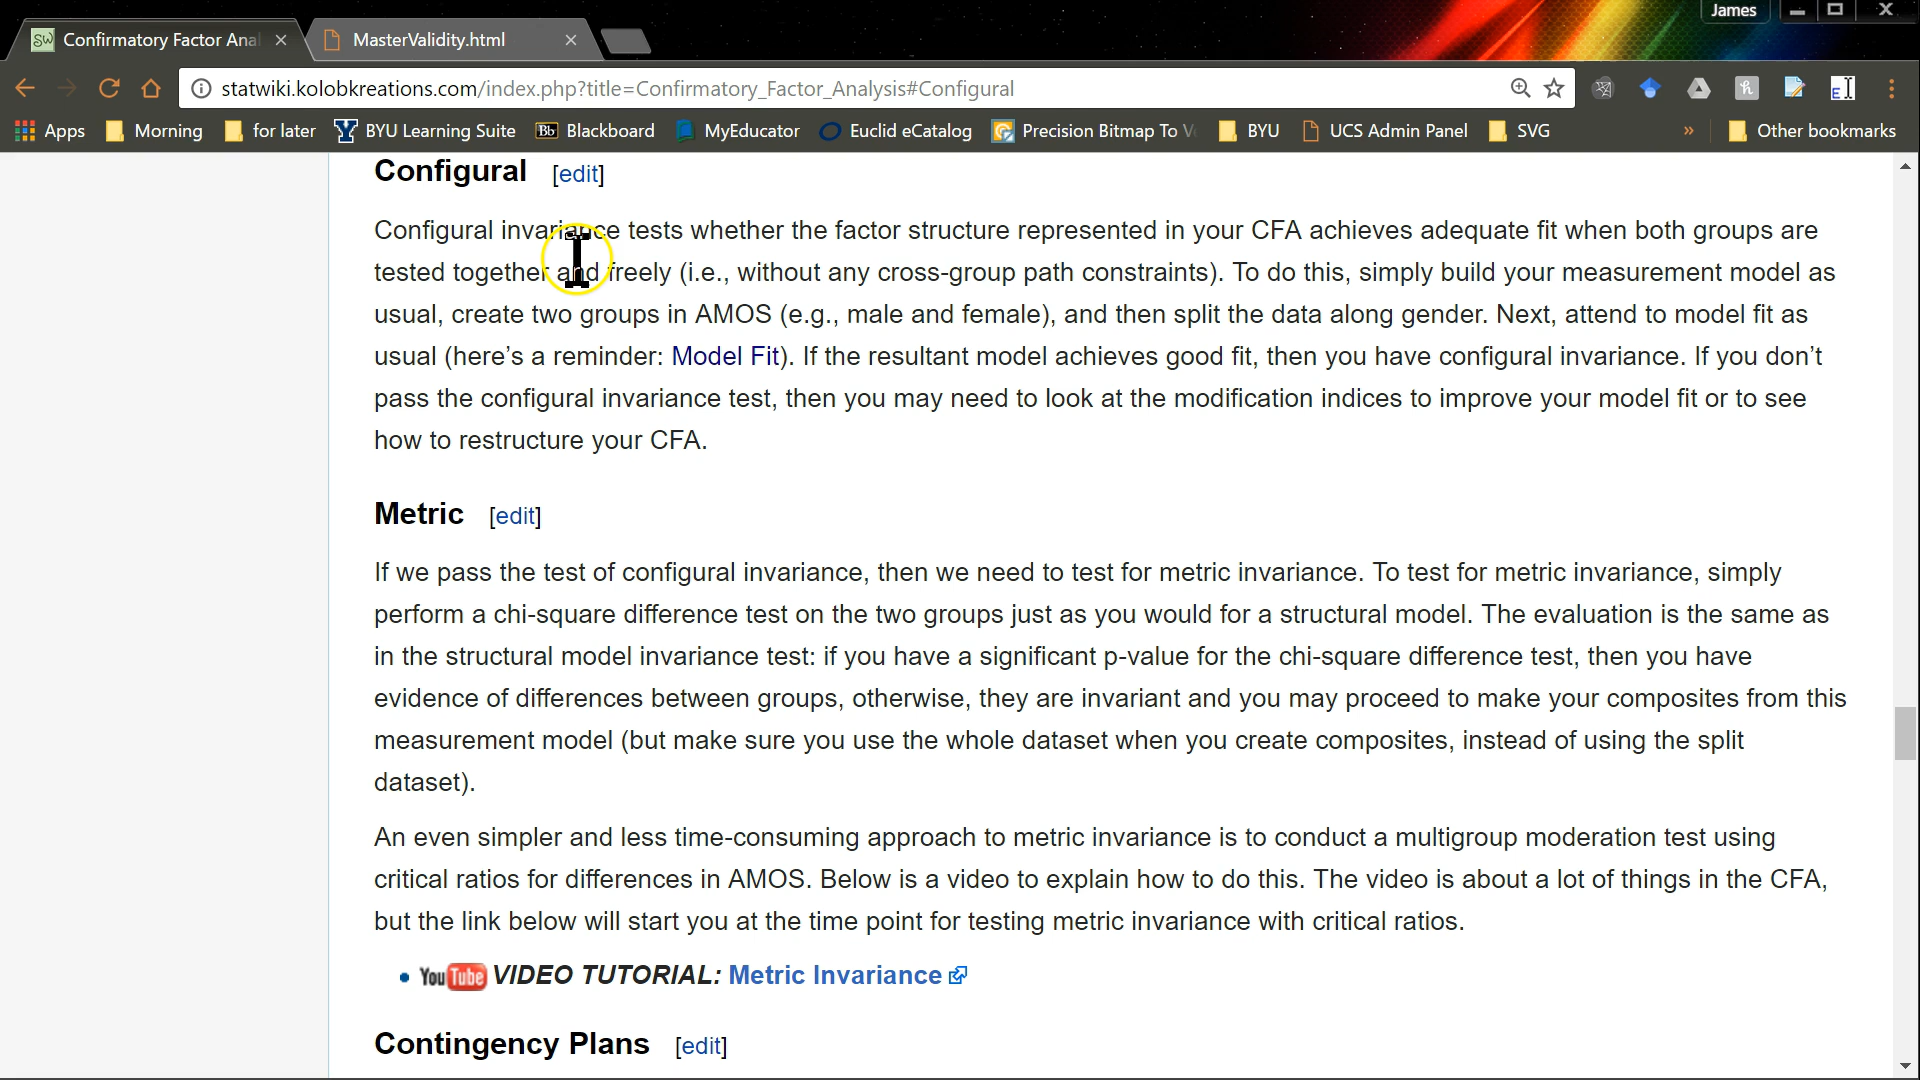 James
Confirmatory Factor Anal
MasterValidity.html
statwiki.kolobkreations.com/index.php?title=Confirmatory_Factor_Analysis#Configural
Apps Morning for later BYU Learning Suite Bb Blackboard MyEducator Euclid eCatalog Precision Bitmap To Ve BYU UCS Admin Panel SVG » Other bookmarks
Configural [edit]
Configural invariance tests whether the factor structure represented in your CFA achieves adequate fit when both groups are
tested together and freely (i.e., without any cross-group path constraints). To do this, simply build your measurement model as
usual, create two groups in AMOS (e.g., male and female), and then split the data along gender. Next, attend to model fit as
usual (here’s a reminder: Model Fit). If the resultant model achieves good fit, then you have configural invariance. If you don’t
pass the configural invariance test, then you may need to look at the modification indices to improve your model fit or to see
how to restructure your CFA.
Metric [edit]
If we pass the test of configural invariance, then we need to test for metric invariance. To test for metric invariance, simply
perform a chi-square difference test on the two groups just as you would for a structural model. The evaluation is the same as
in the structural model invariance test: if you have a significant p-value for the chi-square difference test, then you have
evidence of differences between groups, otherwise, they are invariant and you may proceed to make your composites from this
measurement model (but make sure you use the whole dataset when you create composites, instead of using the split
dataset).
An even simpler and less time-consuming approach to metric invariance is to conduct a multigroup moderation test using
critical ratios for differences in AMOS. Below is a video to explain how to do this. The video is about a lot of things in the CFA,
but the link below will start you at the time point for testing metric invariance with critical ratios.
• YouTube VIDEO TUTORIAL: Metric Invariance
Contingency Plans [edit]